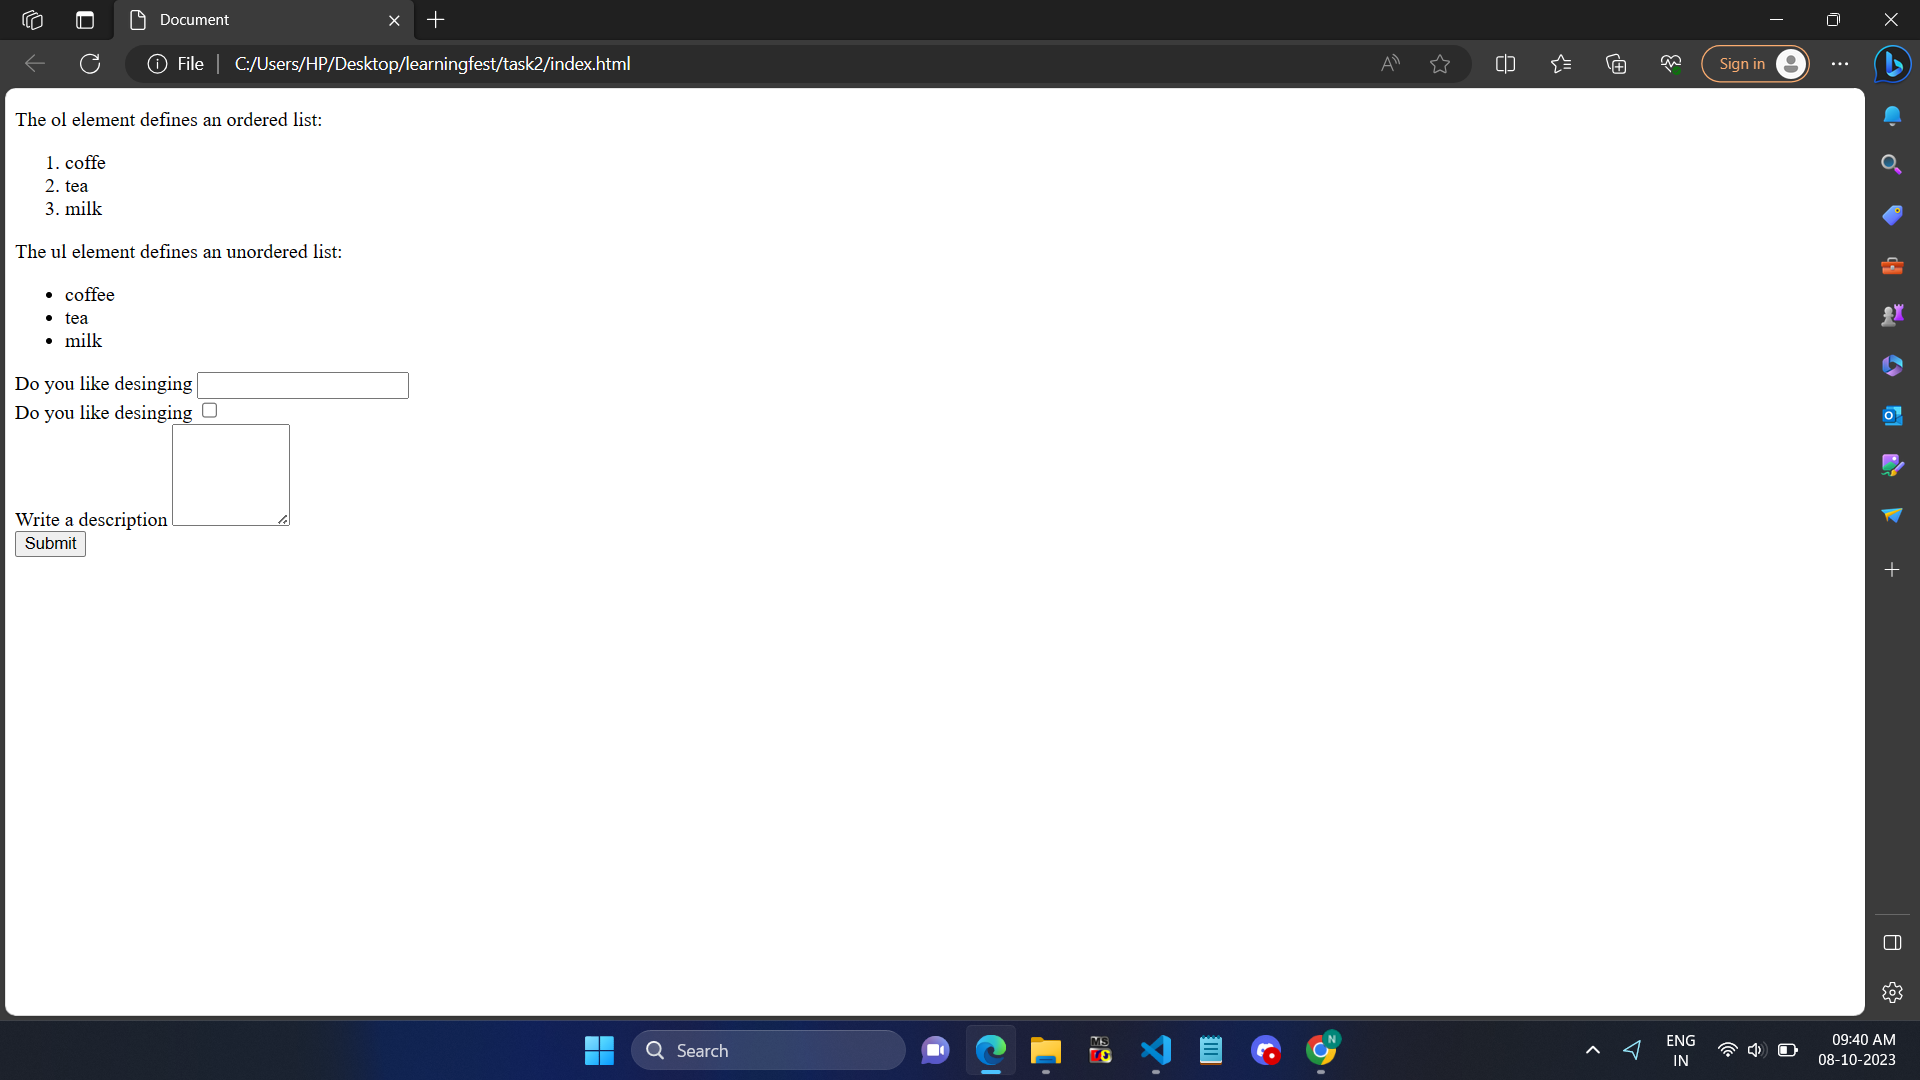 Document
File
C:/Users/HP/Desktop/learningfest/task2/index.html
Sign in
The ol element defines an ordered list:
1. coffe
2. tea
3. milk
The ul element defines an unordered list:
• coffee
• tea
• milk
Do you like desinging
Do you like desinging
Write a description
Submit
Search
MS
N
ENG
IN
09:40 AM
08-10-2023